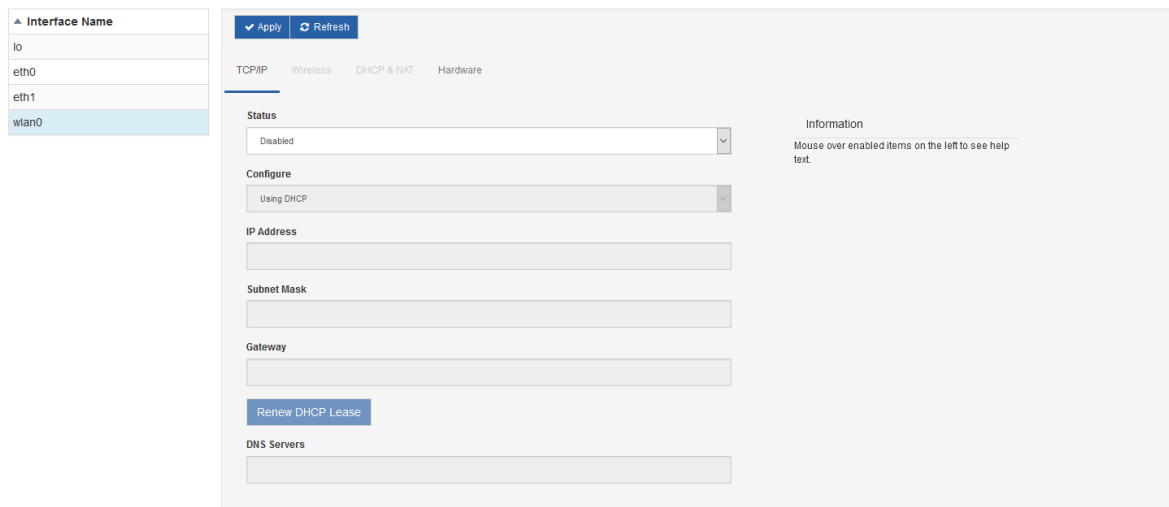 Interface Name
lo
eth0
eth1
wlan0
Apply Refresh
TCP/IP Wireless DHCP & NAT Hardware
Status
Disabled
Configure
Using DHCP
IP Address
Subnet Mask
Gateway
Renew DHCP Lease
DNS Servers
Information
Mouse over enabled items on the left to see help
text.